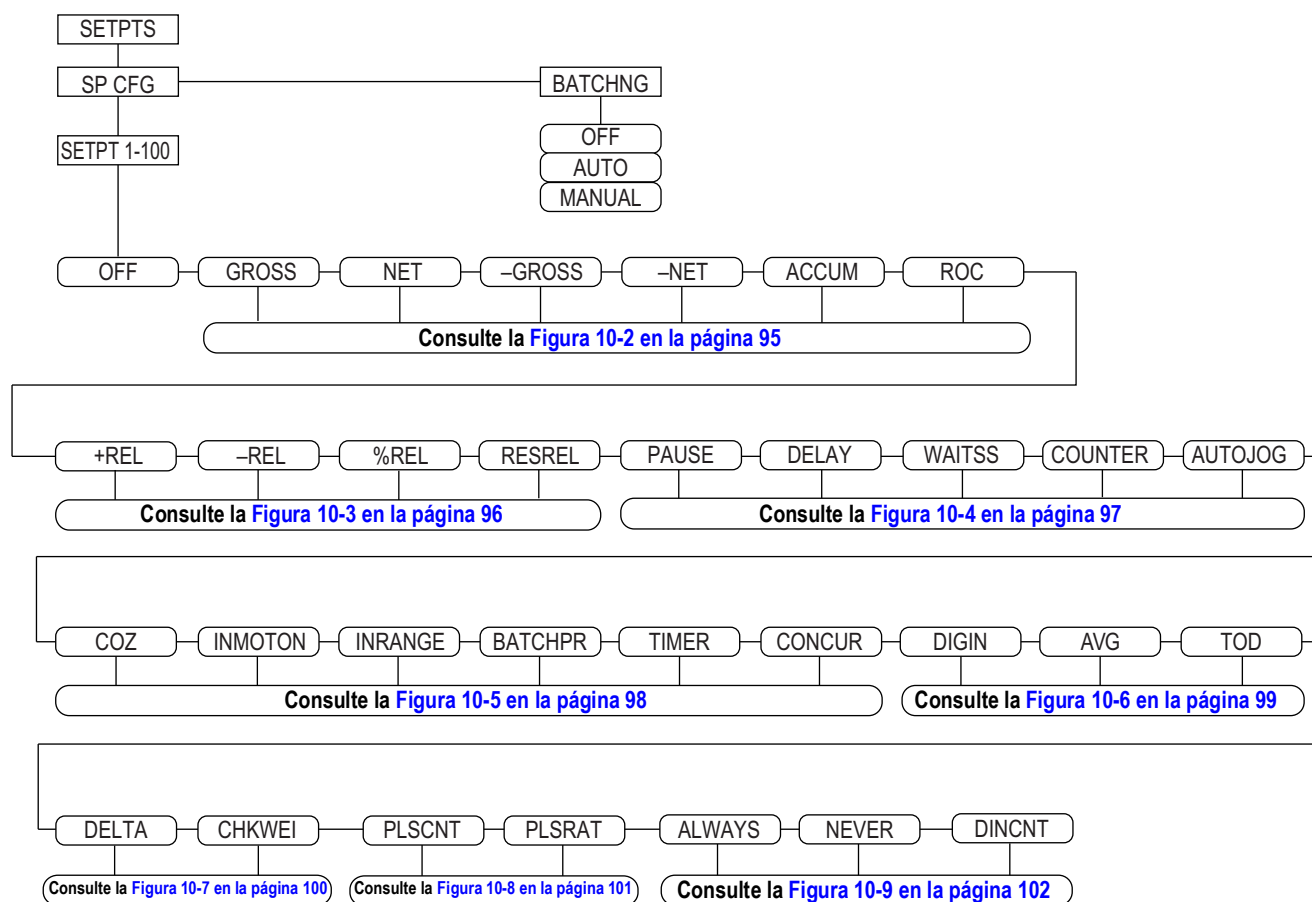 SETPTS
SP CFG BATCHNG
OFF
SETPT 1-100
AUTO
MANUAL
OFF GROSS NET –GROSS –NET ACCUM ROC
Consulte la Figura 10-2 en la página 95
+REL –REL %REL RESREL PAUSE DELAY WAITSS COUNTER AUTOJOG
Consulte la Figura 10-3 en la página 96 Consulte la Figura 10-4 en la página 97
COZ INMOTON INRANGE BATCHPR TIMER CONCUR DIGIN AVG TOD
Consulte la Figura 10-5 en la página 98 Consulte la Figura 10-6 en la página 99
DELTA CHKWEI PLSCNT PLSRAT ALWAYS NEVER DINCNT
Consulte la Figura 10-7 en la página 100 Consulte la Figura 10-8 en la página 101 Consulte la Figura 10-9 en la página 102